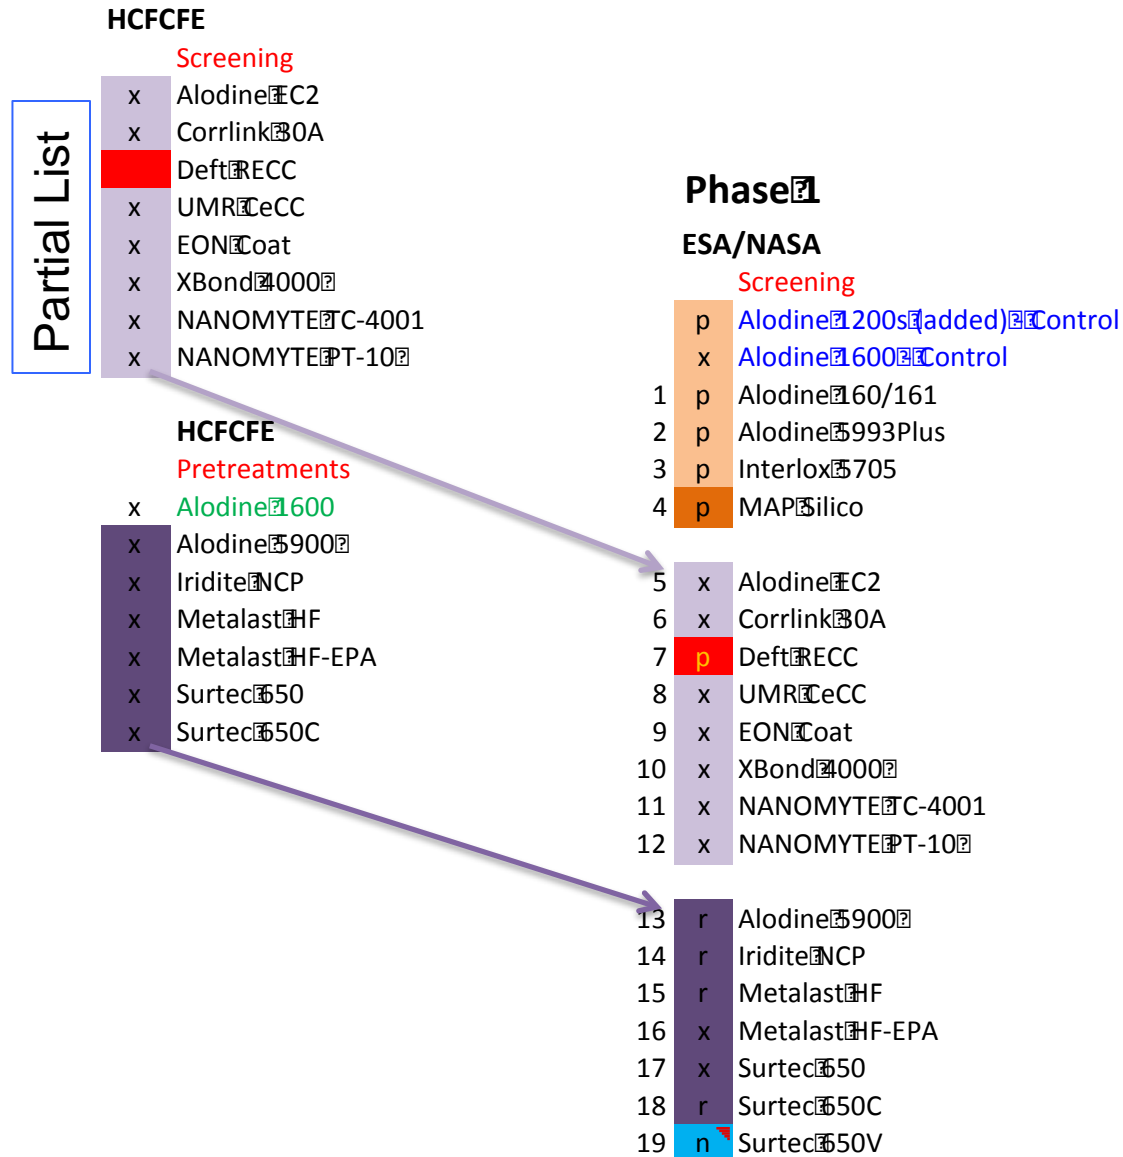 Partial List
HCFCFE
Screening
x Alodine EC2
x Corrlink 30A
Deft RECC
x UMR CeCC
x EON Coat
x XBond 4000
x NANOMYTE TC-4001
x NANOMYTE PT-10
HCFCFE
Pretreatments
x Alodine 1600
x Alodine 5900
x Iridite NCP
x Metalast HF
x Metalast HF-EPA
x Surtec 650
x Surtec 650C
Phase 1
ESA/NASA
Screening
p Alodine 1200s (added) - Control
x Alodine 1600 - Control
1 p Alodine 160/161
2 p Alodine 5993Plus
3 p Interlox 5705
4 p MAP Silico
5 x Alodine EC2
6 x Corrlink 30A
7 p Deft RECC
8 x UMR CeCC
9 x EON Coat
10 x XBond 4000
11 x NANOMYTE TC-4001
12 x NANOMYTE PT-10
13 r Alodine 5900
14 r Iridite NCP
15 r Metalast HF
16 x Metalast HF-EPA
17 x Surtec 650
18 r Surtec 650C
19 n Surtec 650V